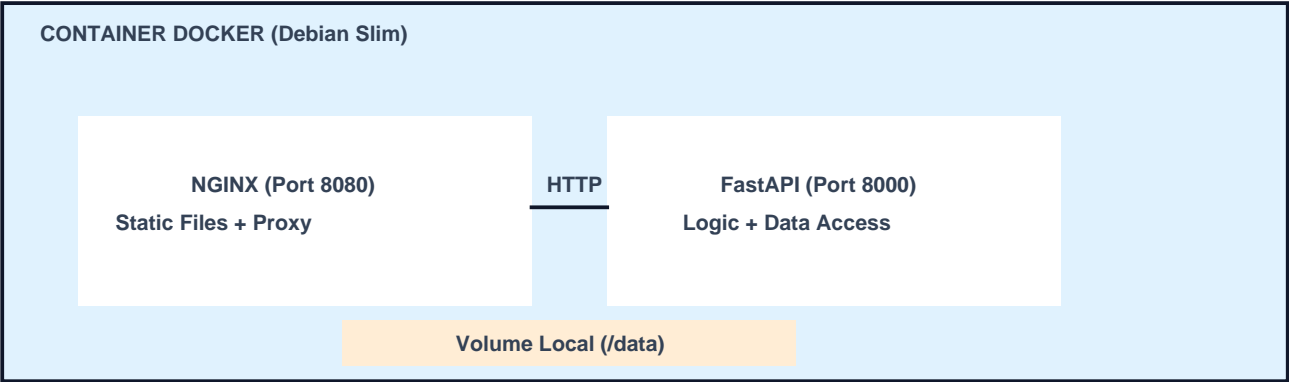 CONTAINER DOCKER (Debian Slim)
NGINX (Port 8080)
Static Files + Proxy
HTTP
FastAPI (Port 8000)
Logic + Data Access
Volume Local (/data)